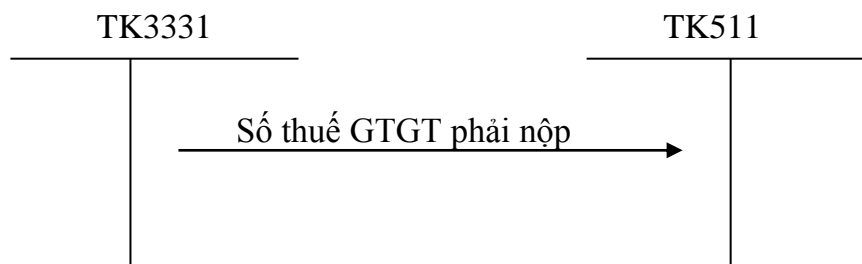 TK3331
TK511
Số thuế GTGT phải nộp